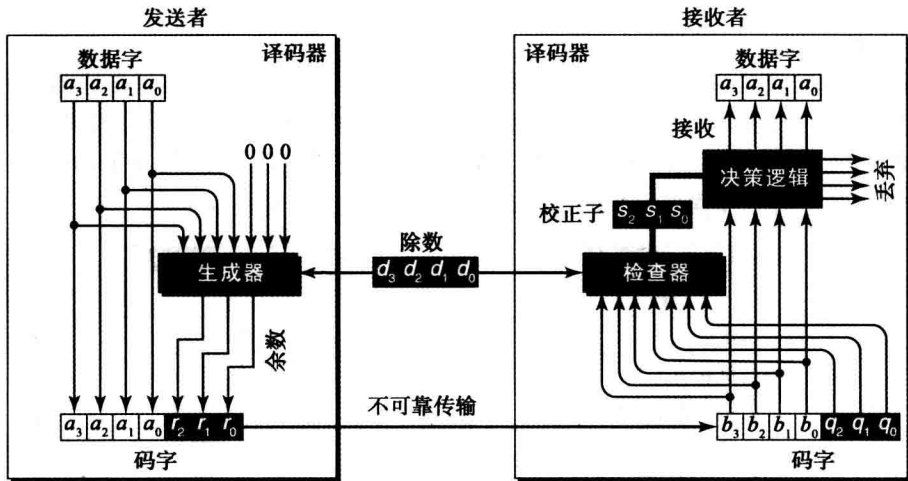 发送者
译码器
数据字
a₃ a₂ a₁ a₀
0 0 0
生成器
余数
a₃ a₂ a₁ a₀ r₂ r₁ r₀
码字
除数
d₃ d₂ d₁ d₀
不可靠传输
接收者
译码器
数据字
a₃ a₂ a₁ a₀
接收
决策逻辑
丢弃
校正子
s₂ s₁ s₀
检查器
b₃ b₂ b₁ b₀ q₂ q₁ q₀
码字